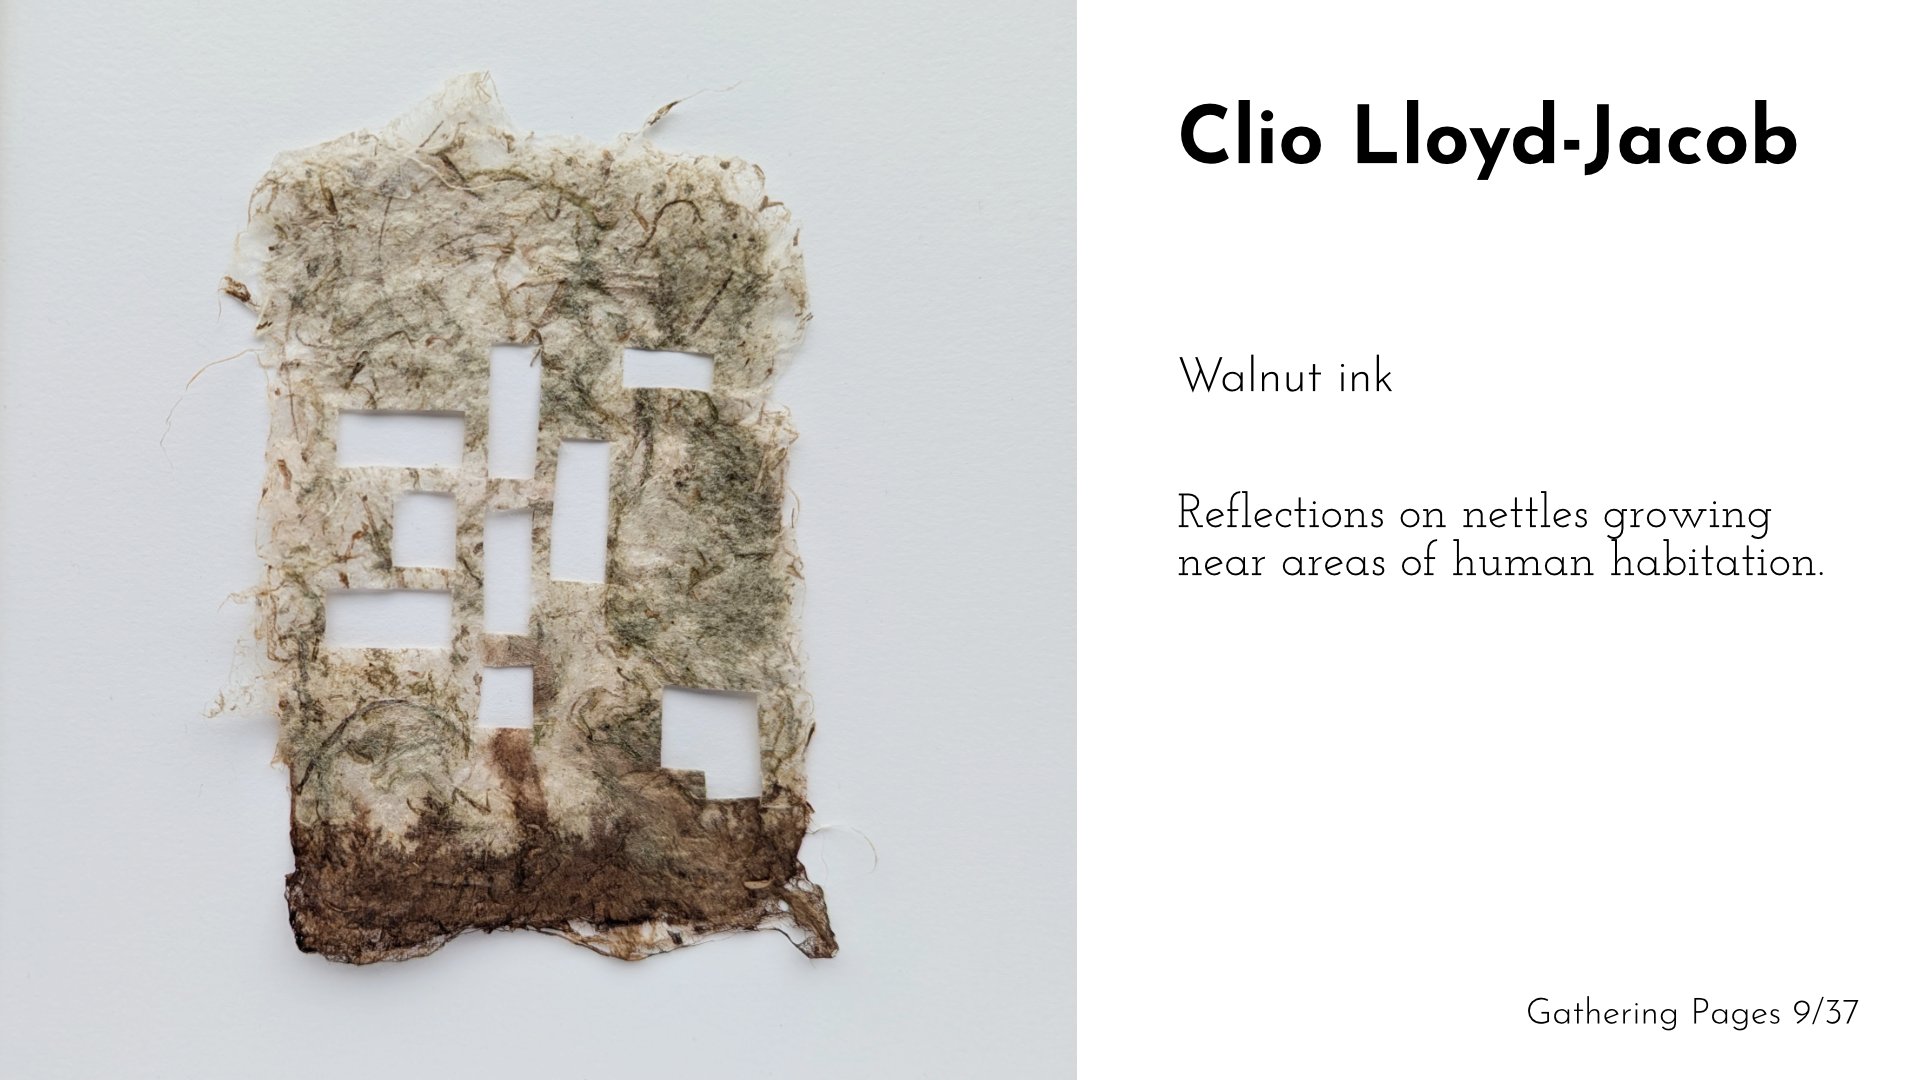 Clio Lloyd-Jacob
Walnut ink
Reflections on nettles growing
near areas of human habitation.
Gathering Pages 9/37